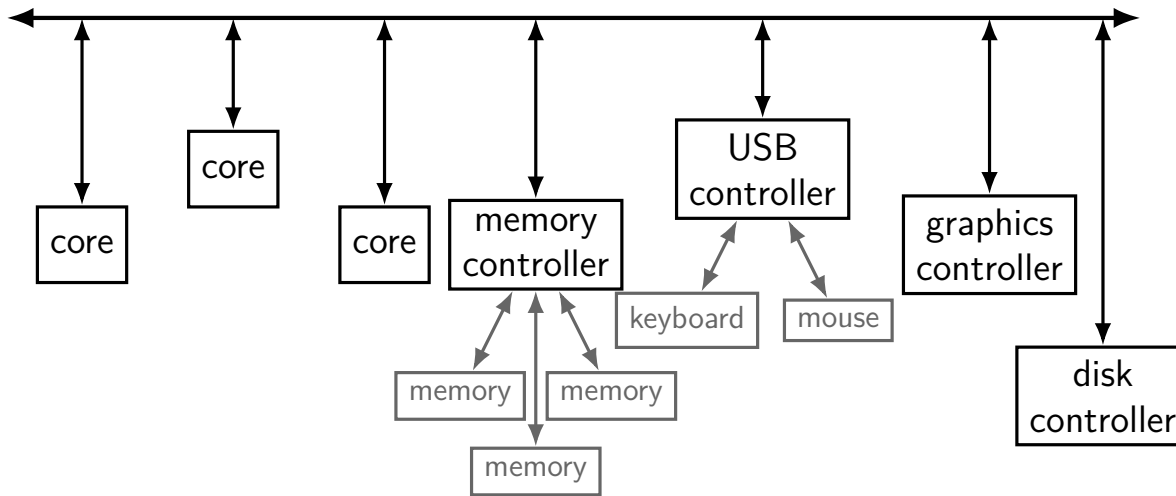 core
core
core
memory
controller
USB
controller
graphics
controller
keyboard
mouse
memory
memory
memory
disk
controller